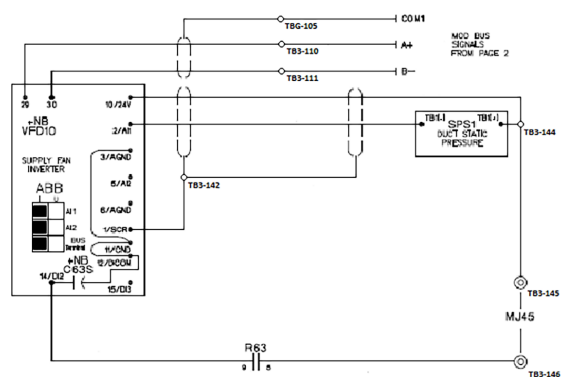 TBG-105
COM1
TB3-110
A+
MOD BUS
SIGNALS
FROM PAGE 2
TB3-111
B-
29
30
10/24V
NB
VFD10
2/AI1
TB1(-)
TB1(+)
SPS1
DUCT STATIC
PRESSURE
TB3-144
SUPPLY FAN
INVERTER
3/AGND
5/AI2
TB3-142
ABB
6/AGND
AI1
AI2
1/SCR
BUS
Terminal
11/GND
NB
C63S
12/DICOM
14/DI2
15/DI3
TB3-145
MJ45
R63
9
8
TB3-146